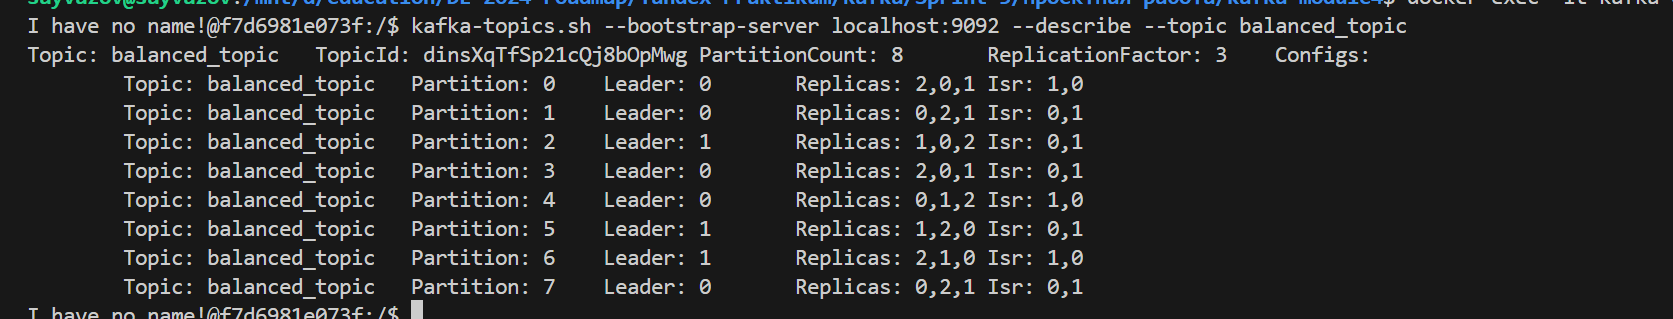 I have no name!@f7d6981e073f:/$ kafka-topics.sh --bootstrap-server localhost:9092 --describe --topic balanced_topic
Topic: balanced_topic TopicId: dinsXqTfSp21cQj8bOpMwg PartitionCount: 8 ReplicationFactor: 3 Configs:
Topic: balanced_topic Partition: 0 Leader: 0 Replicas: 2,0,1 Isr: 1,0
Topic: balanced_topic Partition: 1 Leader: 0 Replicas: 0,2,1 Isr: 0,1
Topic: balanced_topic Partition: 2 Leader: 1 Replicas: 1,0,2 Isr: 0,1
Topic: balanced_topic Partition: 3 Leader: 0 Replicas: 2,0,1 Isr: 0,1
Topic: balanced_topic Partition: 4 Leader: 0 Replicas: 0,1,2 Isr: 1,0
Topic: balanced_topic Partition: 5 Leader: 1 Replicas: 1,2,0 Isr: 0,1
Topic: balanced_topic Partition: 6 Leader: 1 Replicas: 2,1,0 Isr: 1,0
Topic: balanced_topic Partition: 7 Leader: 0 Replicas: 0,2,1 Isr: 0,1
I have no name!@f7d6981e073f:/$